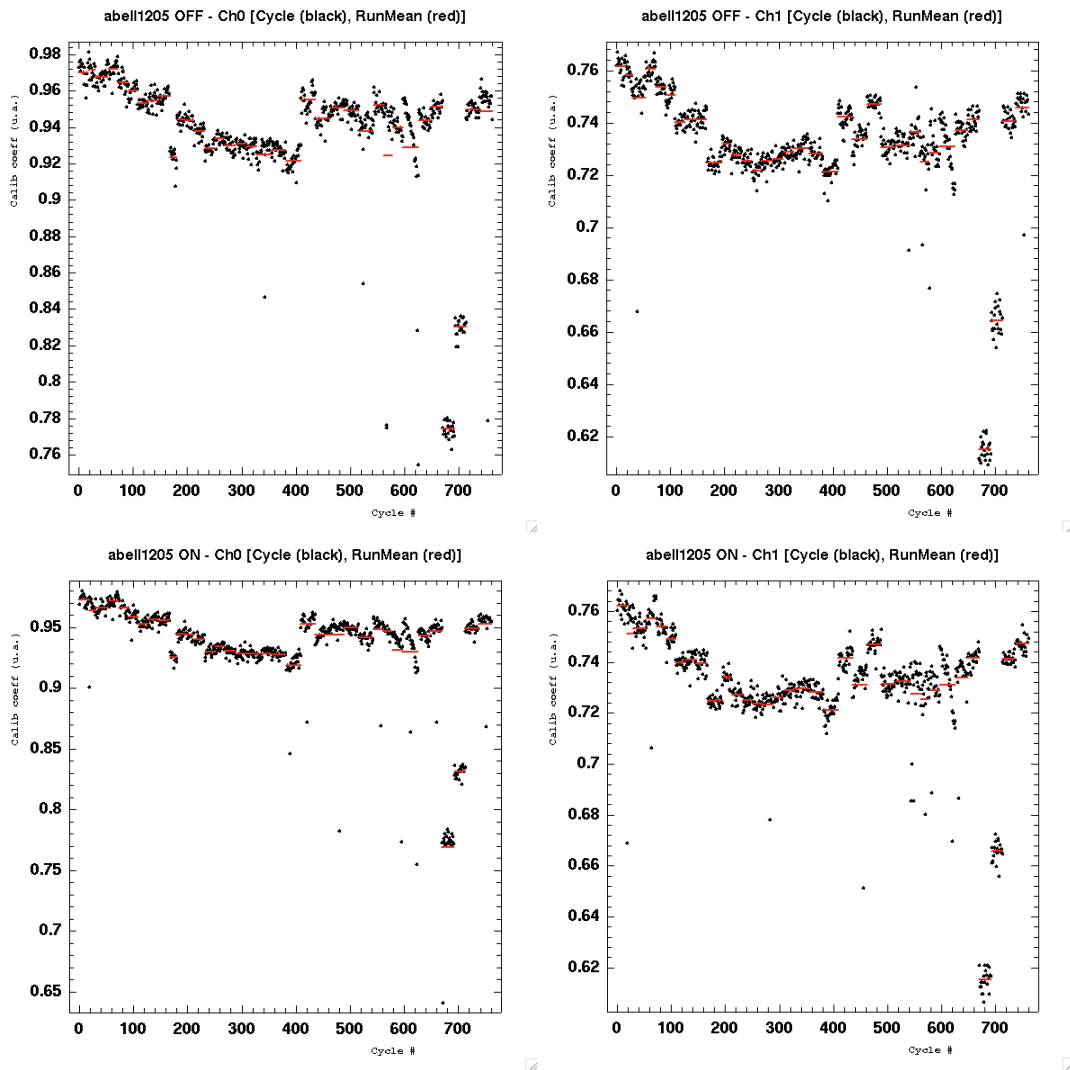 abell1205 OFF - Ch0 [Cycle (black), RunMean (red)]
Calib coeff (u.a.)
0.98
0.96
0.94
0.92
0.9
0.88
0.86
0.84
0.82
0.8
0.78
0.76
0 100 200 300 400 500 600 700
Cycle #
abell1205 OFF - Ch1 [Cycle (black), RunMean (red)]
Calib coeff (u.a.)
0.76
0.74
0.72
0.7
0.68
0.66
0.64
0.62
0 100 200 300 400 500 600 700
Cycle #
abell1205 ON - Ch0 [Cycle (black), RunMean (red)]
Calib coeff (u.a.)
0.95
0.9
0.85
0.8
0.75
0.7
0.65
0 100 200 300 400 500 600 700
Cycle #
abell1205 ON - Ch1 [Cycle (black), RunMean (red)]
Calib coeff (u.a.)
0.76
0.74
0.72
0.7
0.68
0.66
0.64
0.62
0 100 200 300 400 500 600 700
Cycle #